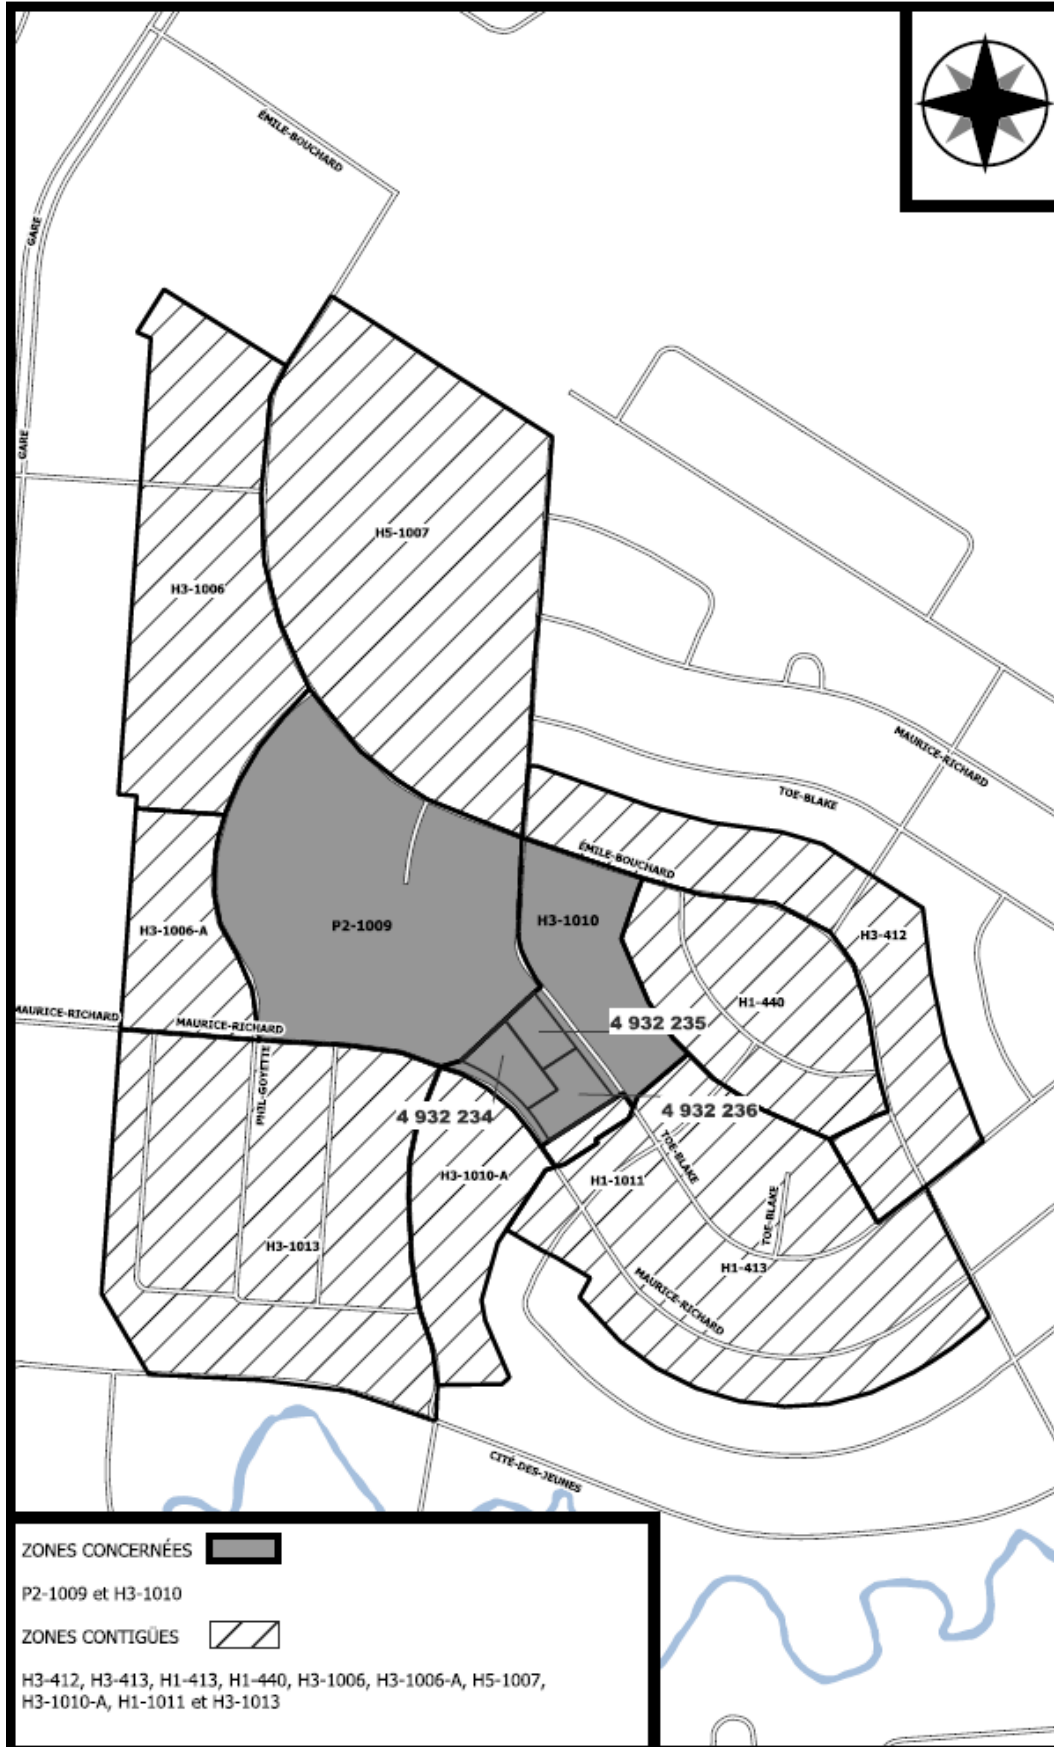 ÉMILE-BOUCHARD
GARE
GARE
H5-1007
H3-1006
MAURICE-RICHARD
TOE-BLAKE
ÉMILE-BOUCHARD
P2-1009
H3-1010
H3-1006-A
H3-412
H1-440
MAURICE-RICHARD
MAURICE-RICHARD
4 932 235
PHIL-GOYETTE
4 932 234
4 932 236
TOE-BLAKE
H3-1010-A
H1-1011
TOE-BLAKE
H3-1013
H1-413
MAURICE-RICHARD
CITÉ-DES-JEUNES
ZONES CONCERNÉES
P2-1009 et H3-1010
ZONES CONTIGÜES
H3-412, H3-413, H1-413, H1-440, H3-1006, H3-1006-A, H5-1007,
H3-1010-A, H1-1011 et H3-1013